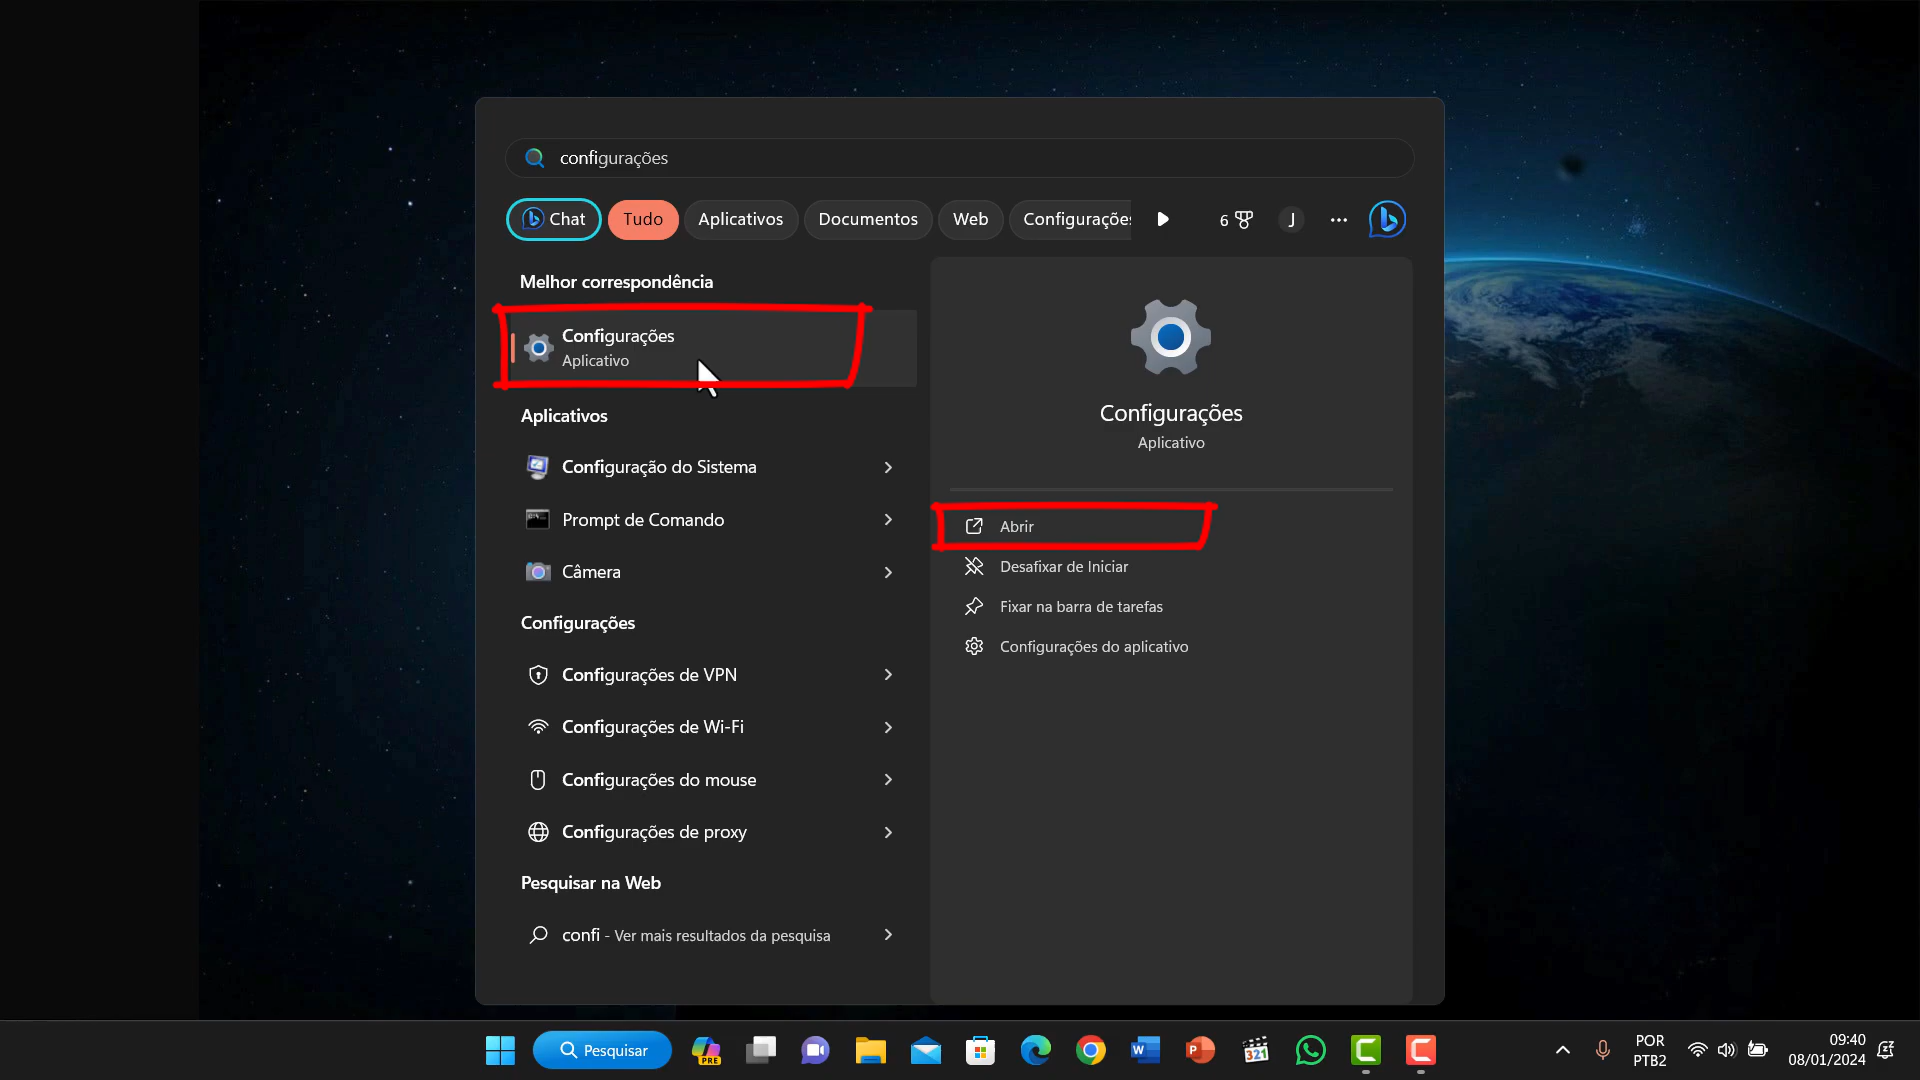 configurações
Chat
Tudo
Aplicativos
Documentos
Web
Configurações
6
J
Melhor correspondência
Configurações
Aplicativo
Aplicativos
Configuração do Sistema
Prompt de Comando
Câmera
Configurações
Configurações de VPN
Configurações de Wi-Fi
Configurações do mouse
Configurações de proxy
Pesquisar na Web
confi - Ver mais resultados da pesquisa
Configurações
Aplicativo
Abrir
Desafixar de Iniciar
Fixar na barra de tarefas
Configurações do aplicativo
Pesquisar
PRE
W
P
321
C
C
POR
PTB2
09:40
08/01/2024